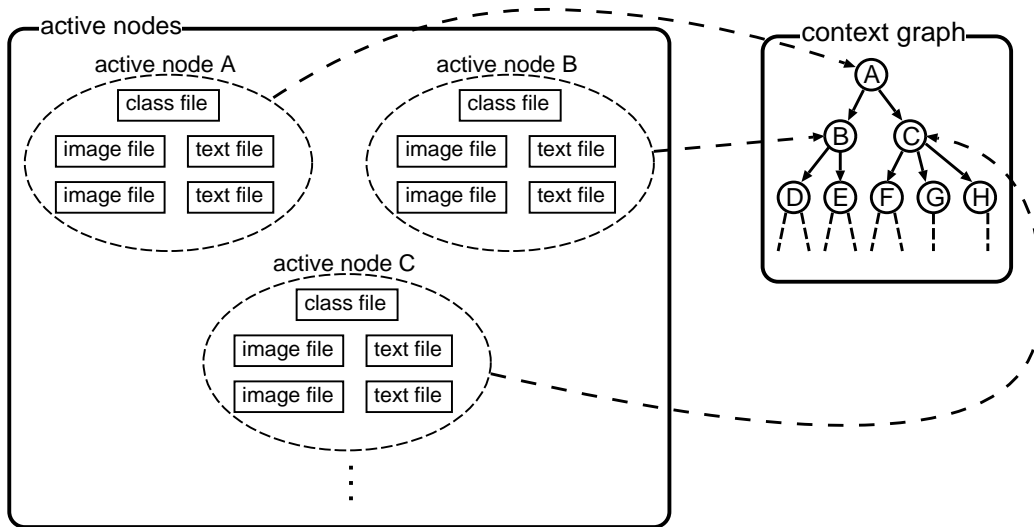 active nodes
active node A
class file
image file text file
image file text file
active node B
class file
image file text file
image file text file
active node C
class file
image file text file
image file text file
context graph
A
B C
D E F G H